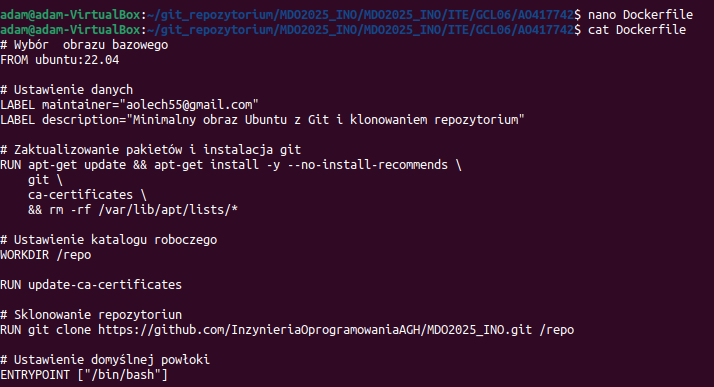 adam@adam-VirtualBox:~/git_repozytorium/MDO2025_INO/MDO2025_INO/ITE/GCL06/AO417742$ nano Dockerfile
adam@adam-VirtualBox:~/git_repozytorium/MDO2025_INO/MDO2025_INO/ITE/GCL06/AO417742$ cat Dockerfile
# Wybór  obrazu bazowego
FROM ubuntu:22.04

# Ustawienie danych
LABEL maintainer="aolech55@gmail.com"
LABEL description="Minimalny obraz Ubuntu z Git i klonowaniem repozytorium"

# Zaktualizowanie pakietów i instalacja git
RUN apt-get update && apt-get install -y --no-install-recommends \
    git \
    ca-certificates \
    && rm -rf /var/lib/apt/lists/*

# Ustawienie katalogu roboczego
WORKDIR /repo

RUN update-ca-certificates

# Sklonowanie repozytoriun
RUN git clone https://github.com/InzynieriaOprogramowaniaAGH/MDO2025_INO.git /repo

# Ustawienie domyślnej powłoki
ENTRYPOINT ["/bin/bash"]